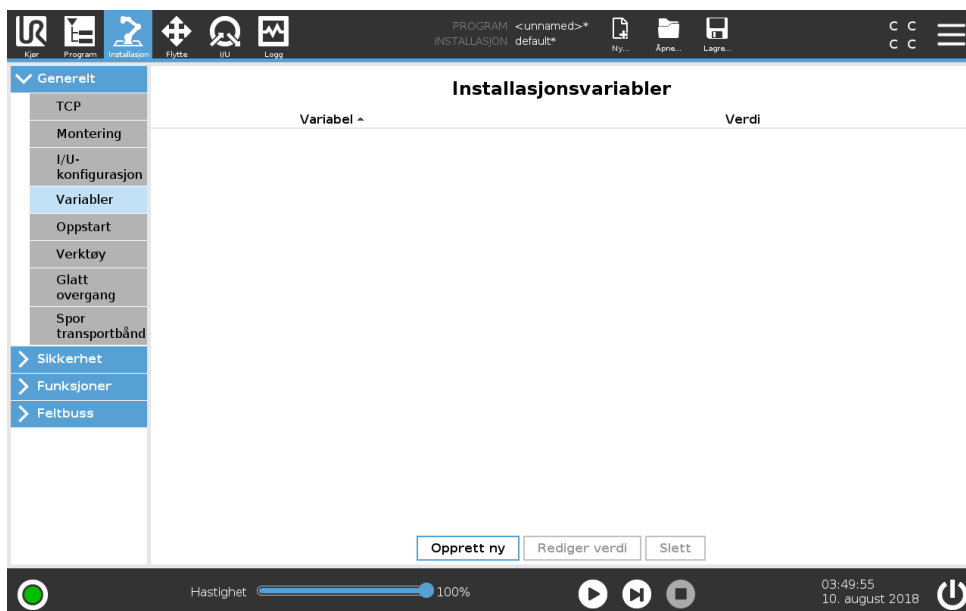 UR
PROGRAM <unnamed>*
INSTALLASJON default*
C C
C C
Kjør Program Installasjon Flytte I/U Logg
Ny... Åpne... Lagre...
Generelt
TCP
Montering
I/U-
konfigurasjon
Variabler
Oppstart
Verktøy
Glatt
overgang
Spor
transportbånd
Sikkerhet
Funksjoner
Feltbuss
Installasjonsvariabler
Variabel Verdi
Opprett ny Rediger verdi Slett
Hastighet 100%
03:49:55
10. august 2018